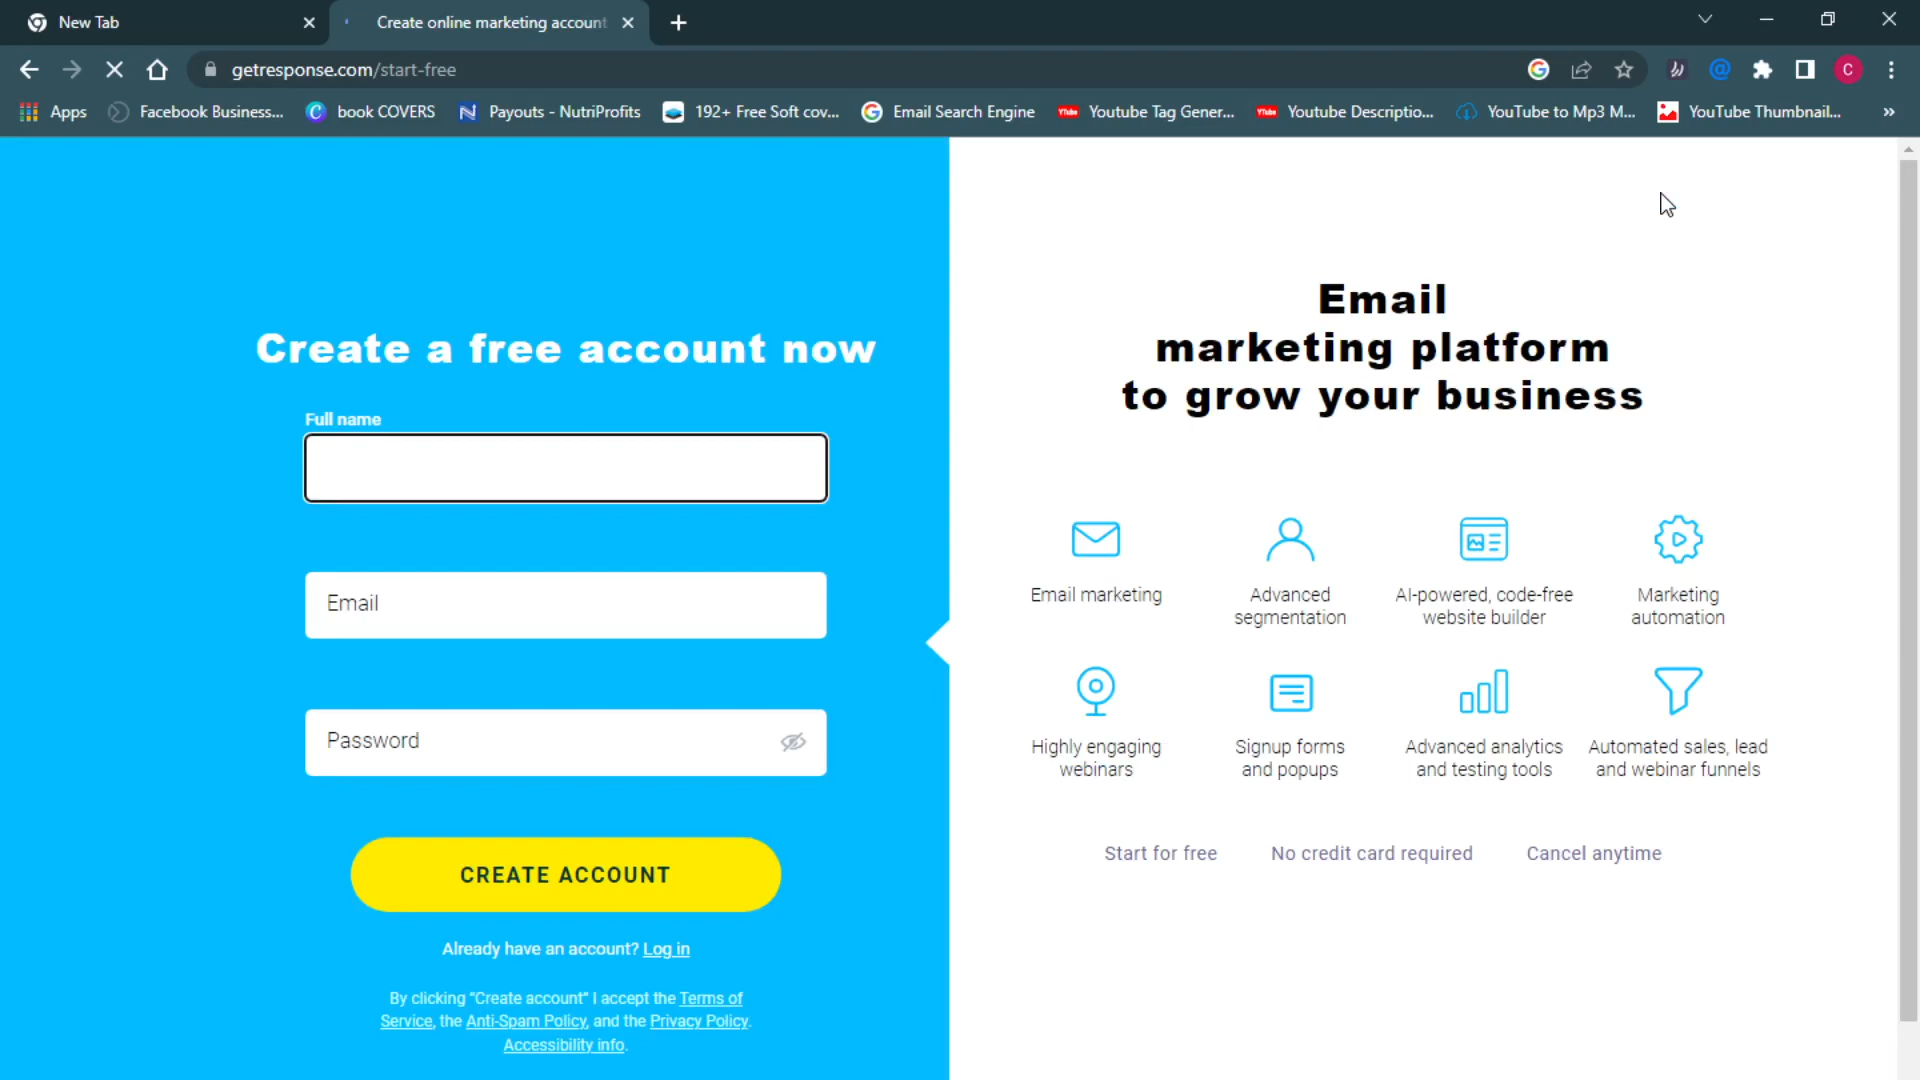 New Tab
Create online marketing account
getresponse.com/start-free
C
Apps
Facebook Business...
book COVERS
Payouts - NutriProfits
192+ Free Soft cov...
Email Search Engine
Youtube Tag Gener...
Youtube Descriptio...
YouTube to Mp3 M...
YouTube Thumbnail...
»
Create a free account now
Full name
Email
Password
CREATE ACCOUNT
Already have an account? Log in
By clicking "Create account" I accept the Terms of
Service, the Anti-Spam Policy, and the Privacy Policy.
Accessibility info.
Email
marketing platform
to grow your business
Email marketing
Advanced
segmentation
AI-powered, code-free
website builder
Marketing
automation
Highly engaging
webinars
Signup forms
and popups
Advanced analytics
and testing tools
Automated sales, lead
and webinar funnels
Start for free
No credit card required
Cancel anytime